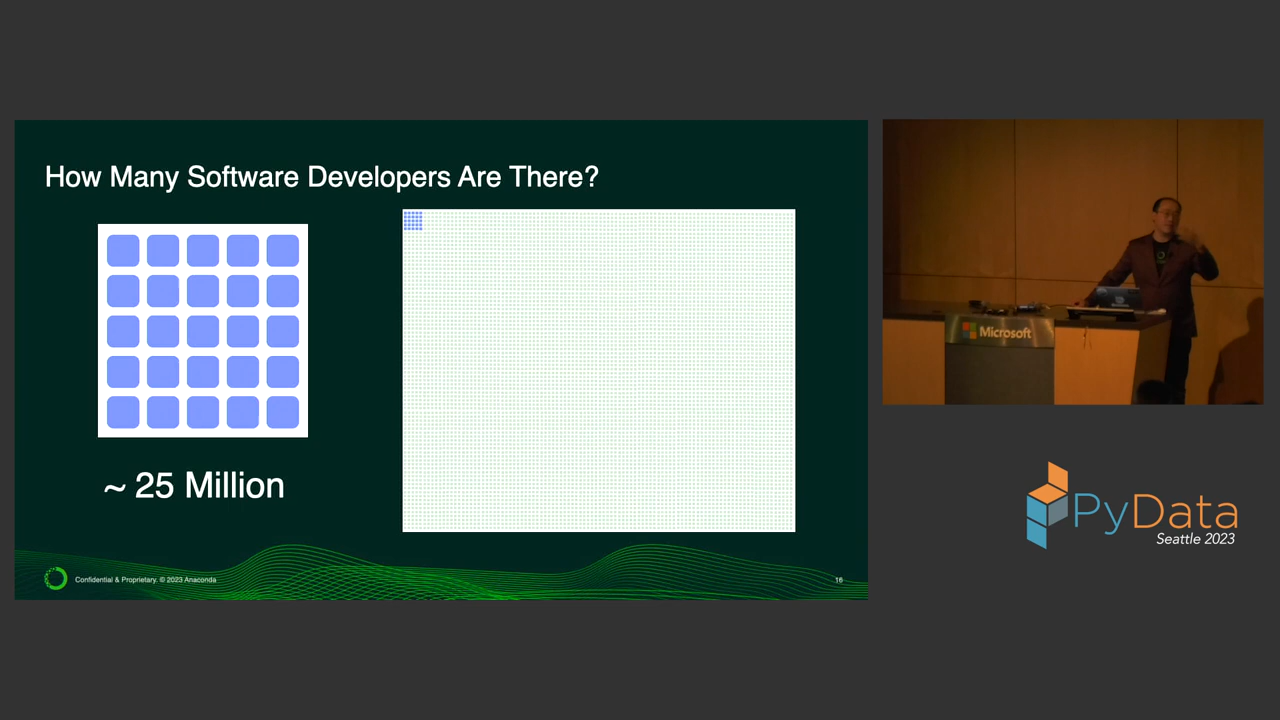 How Many Software Developers Are There?
~ 25 Million
Confidential & Proprietary. © 2023 Anaconda
16
Microsoft
PyData
Seattle 2023